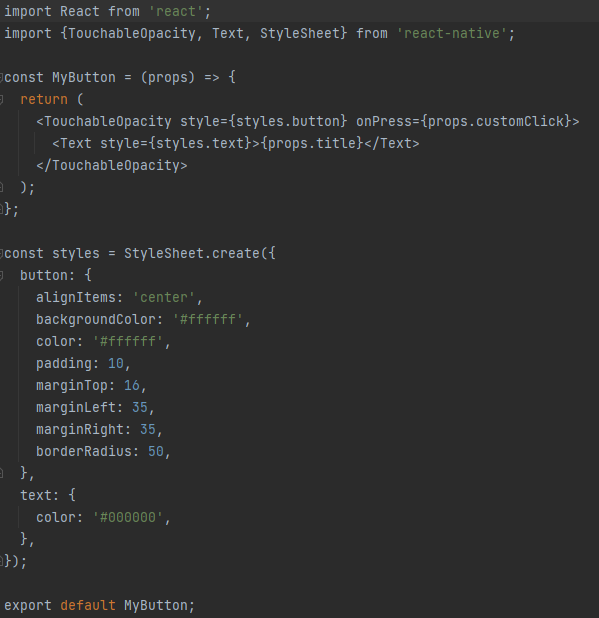 import React from 'react';
import {TouchableOpacity, Text, StyleSheet} from 'react-native';

const MyButton = (props) => {
  return (
    <TouchableOpacity style={styles.button} onPress={props.customClick}>
      <Text style={styles.text}>{props.title}</Text>
    </TouchableOpacity>
  );
};

const styles = StyleSheet.create({
  button: {
    alignItems: 'center',
    backgroundColor: '#ffffff',
    color: '#ffffff',
    padding: 10,
    marginTop: 16,
    marginLeft: 35,
    marginRight: 35,
    borderRadius: 50,
  },
  text: {
    color: '#000000',
  },
});

export default MyButton;